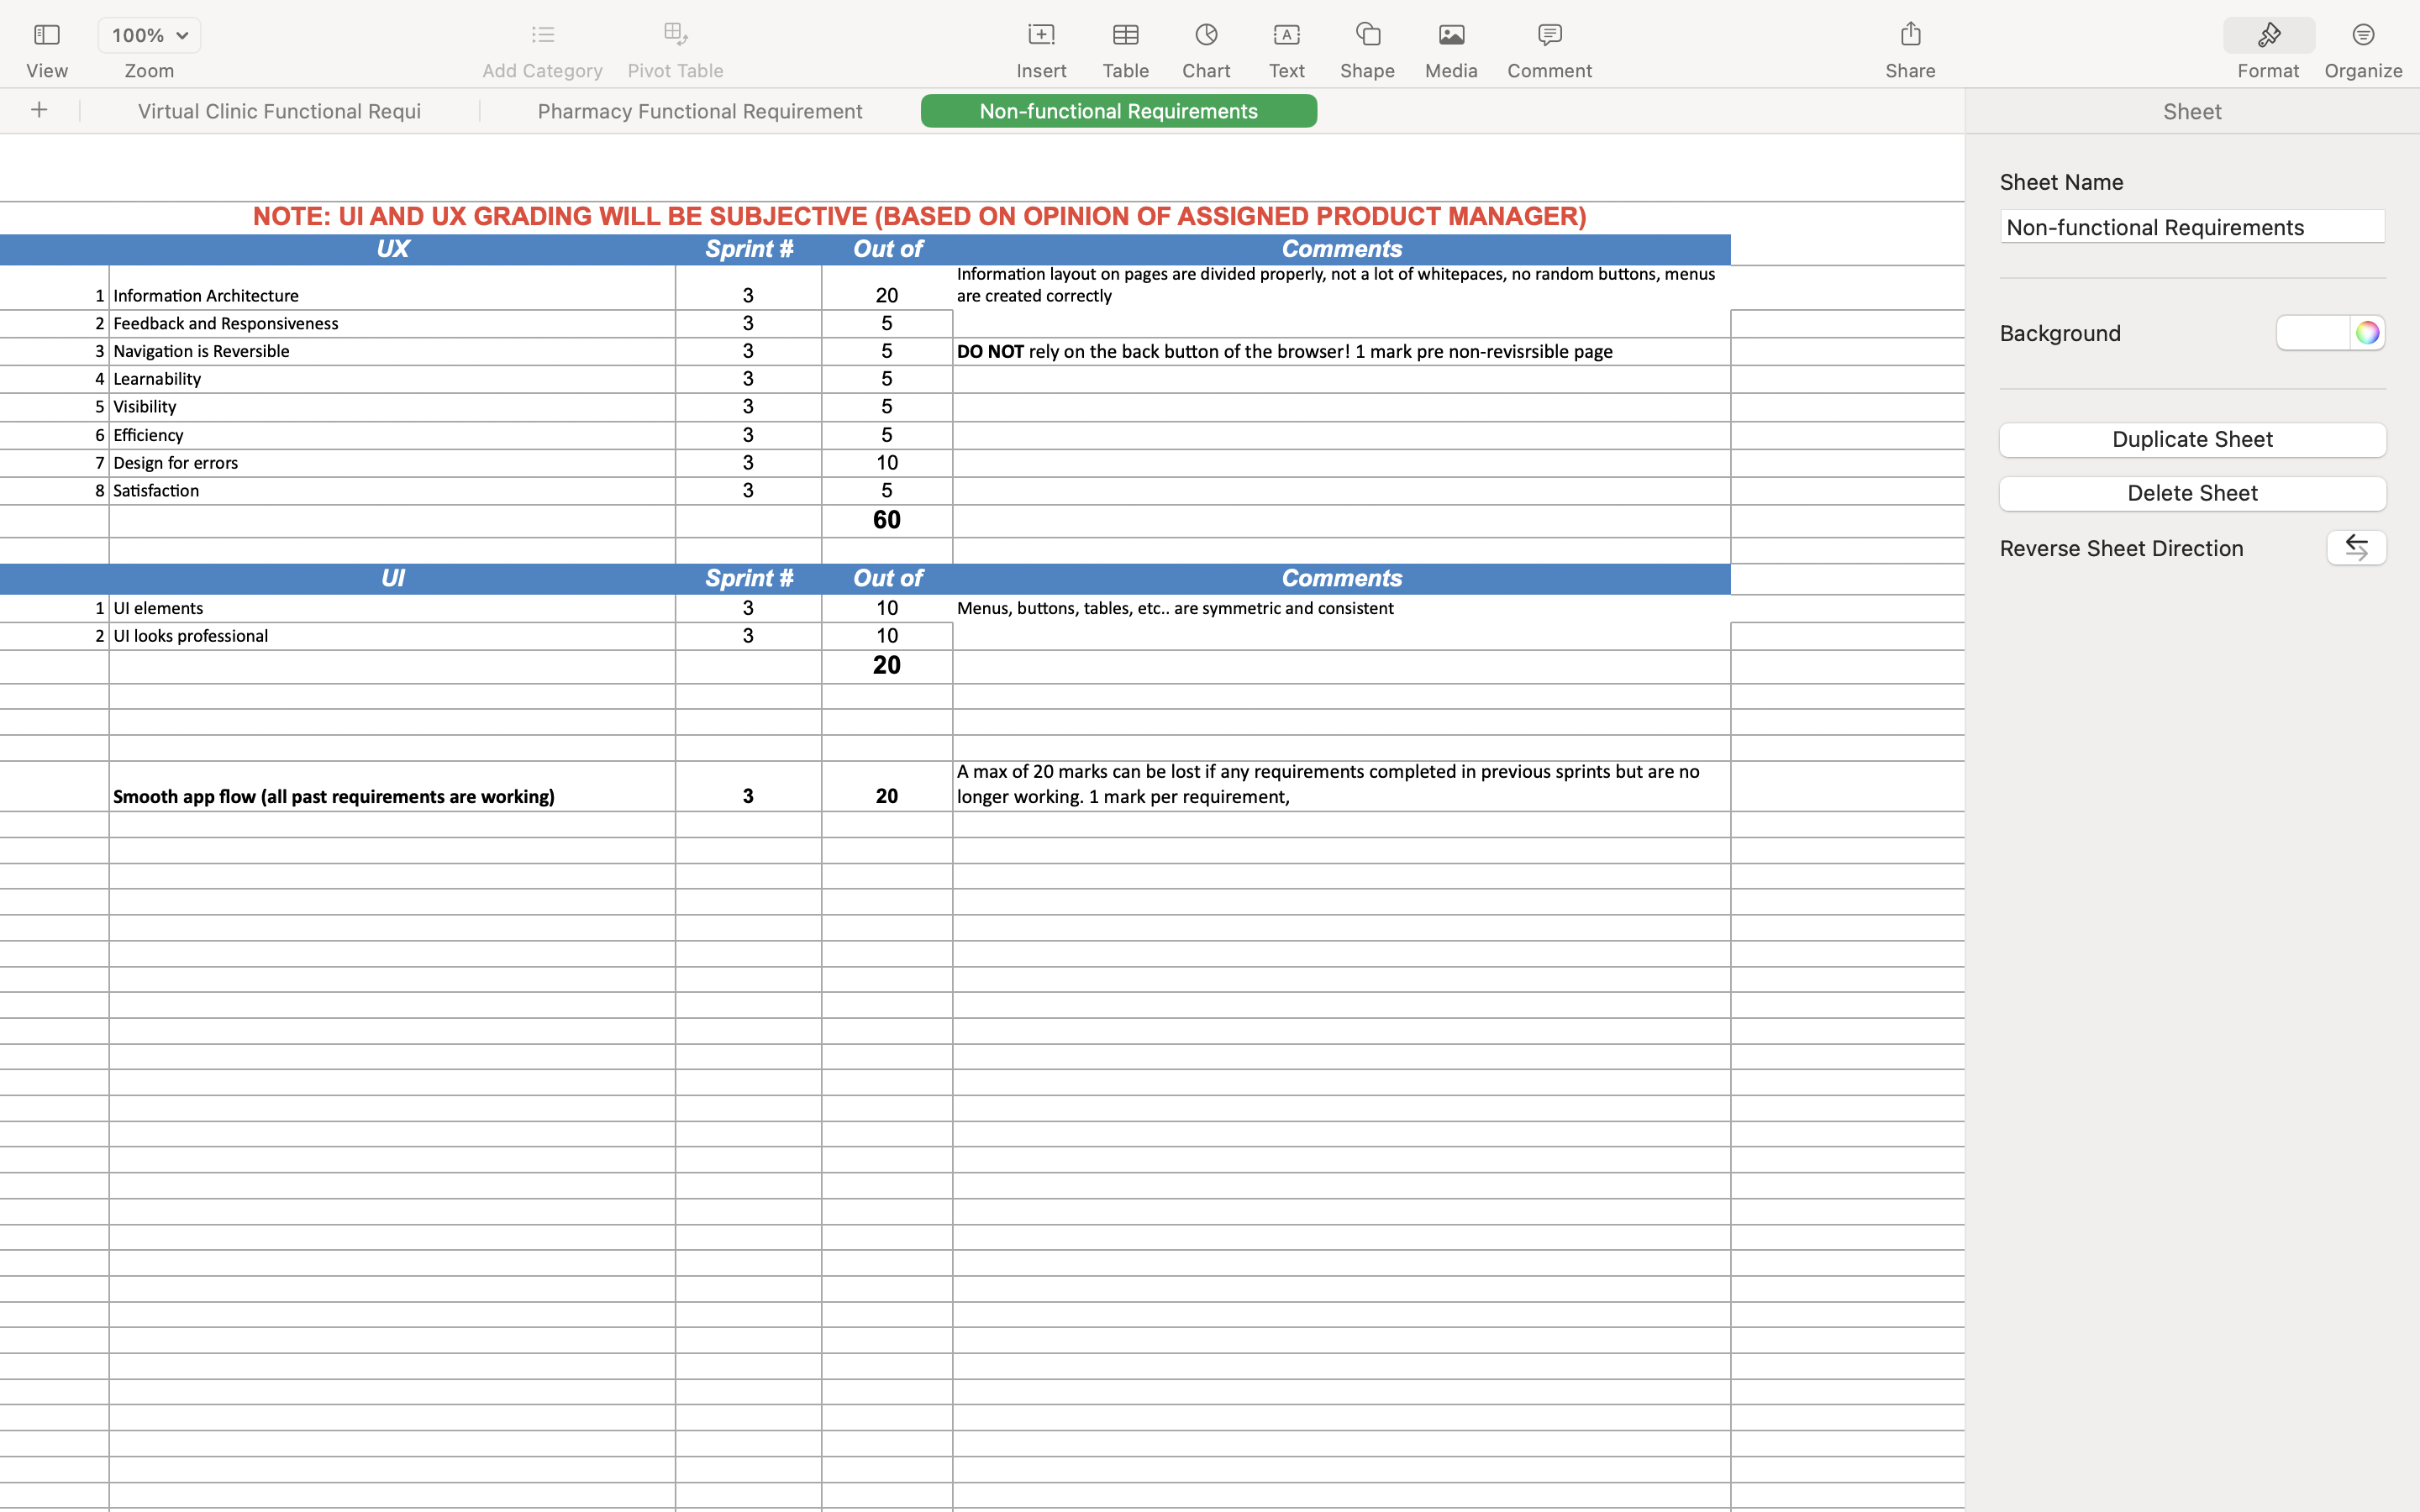 100%
View Zoom Add Category Pivot Table Insert Table Chart Text Shape Media Comment Share Format Organize
+ Virtual Clinic Functional Requi Pharmacy Functional Requirement Non-functional Requirements Sheet
NOTE: UI AND UX GRADING WILL BE SUBJECTIVE (BASED ON OPINION OF ASSIGNED PRODUCT MANAGER)
UX Sprint # Out of Comments
Information layout on pages are divided properly, not a lot of whitepaces, no random buttons, menus
1 Information Architecture 3 20 are created correctly
2 Feedback and Responsiveness 3 5
3 Navigation is Reversible 3 5 DO NOT rely on the back button of the browser! 1 mark pre non-revisrsible page
4 Learnability 3 5
5 Visibility 3 5
6 Efficiency 3 5
7 Design for errors 3 10
8 Satisfaction 3 5
60
UI Sprint # Out of Comments
1 UI elements 3 10 Menus, buttons, tables, etc.. are symmetric and consistent
2 UI looks professional 3 10
20
A max of 20 marks can be lost if any requirements completed in previous sprints but are no
Smooth app flow (all past requirements are working) 3 20 longer working. 1 mark per requirement,
Sheet Name
Non-functional Requirements
Background
Duplicate Sheet
Delete Sheet
Reverse Sheet Direction